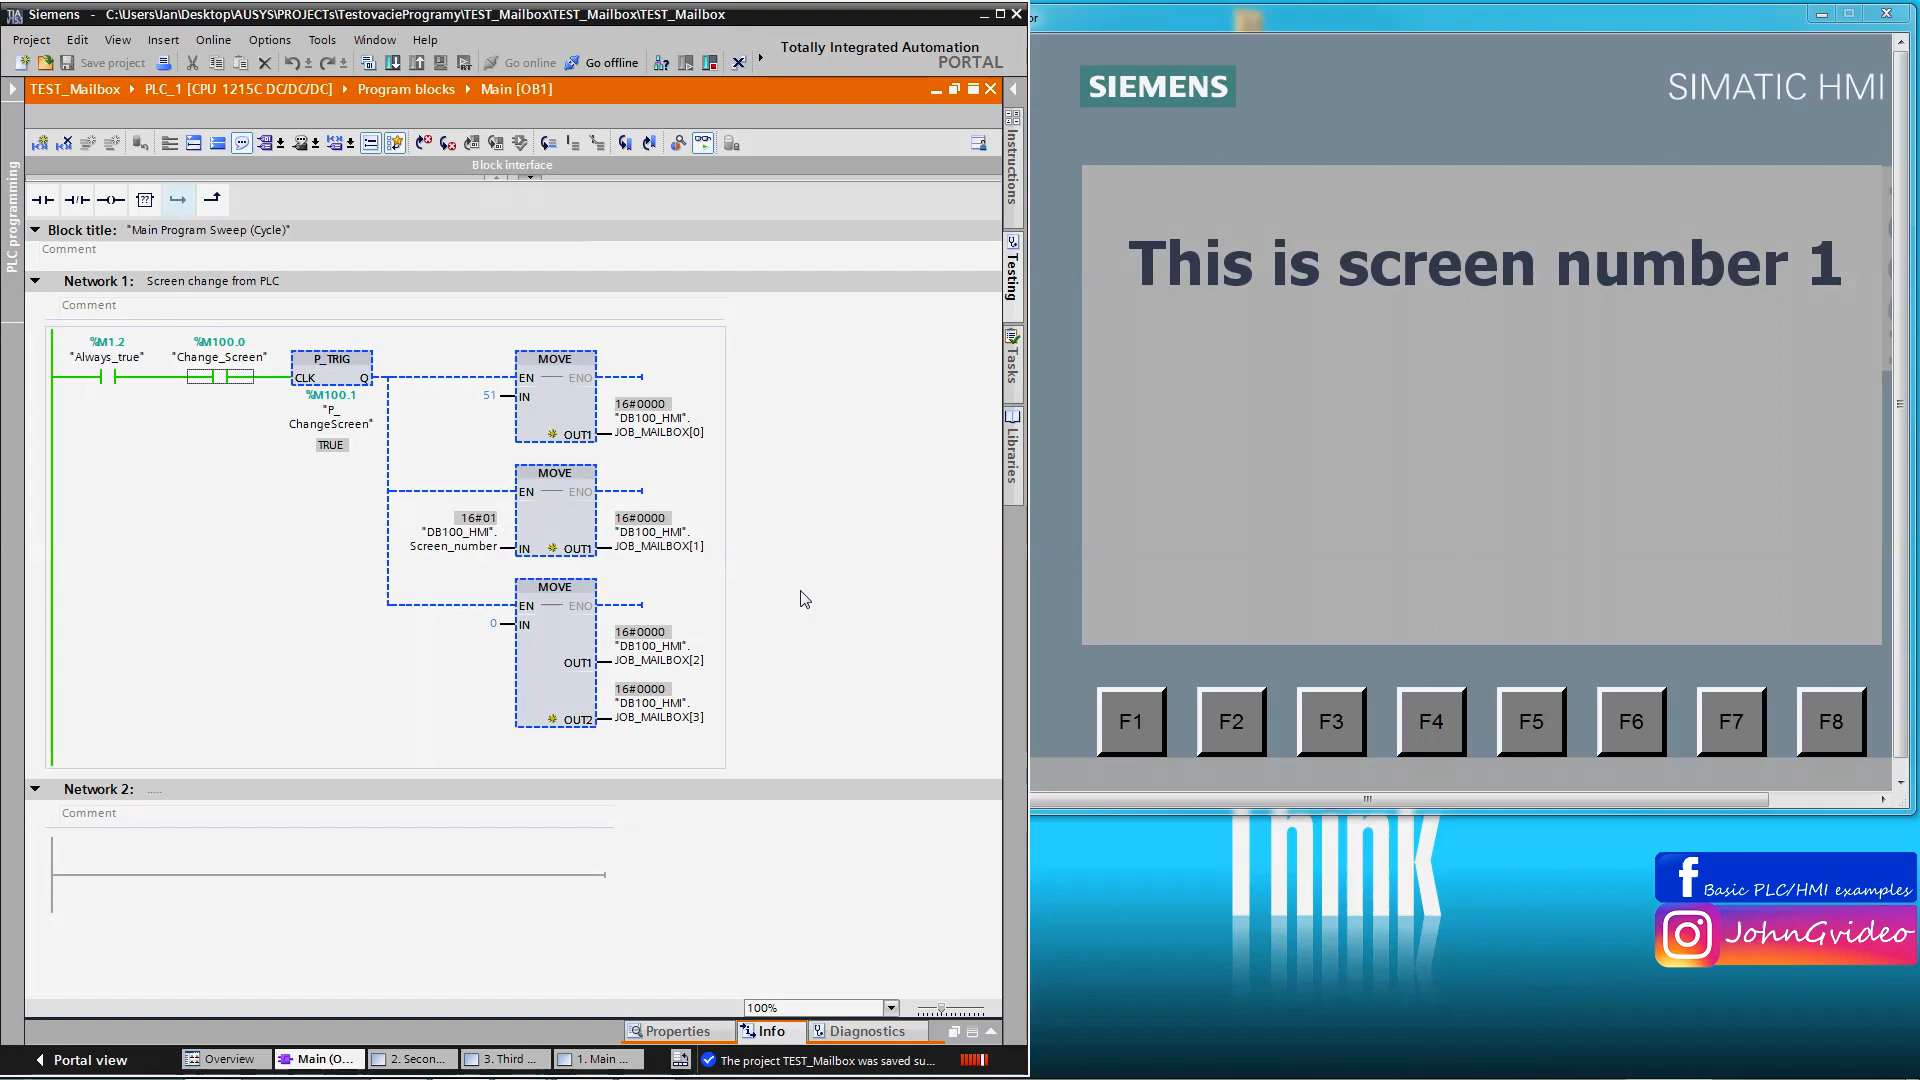 Siemens - C:\Users\Jan\Desktop\AUSYS\PROJECTs\TestovacieProgramy\TEST_Mailbox\TEST_Mailbox\TEST_Mailbox
Project Edit View Insert Online Options Tools Window Help
Totally Integrated Automation
PORTAL
Save project
Go online
Go offline
TEST_Mailbox PLC_1 [CPU 1215C DC/DC/DC] Program blocks Main [OB1]
Block interface
PLC programming
Instructions
Testing
Tasks
Libraries
??
Block title: "Main Program Sweep (Cycle)"
Comment
Network 1: Screen change from PLC
Comment
%M1.2
"Always_true"
%M100.0
"Change_Screen"
P_TRIG
CLK Q
%M100.1
"P_
ChangeScreen"
TRUE
MOVE
EN ENO
51 IN
OUT1
16#0000
"DB100_HMI".
JOB_MAILBOX[0]
MOVE
EN ENO
16#01
"DB100_HMI".
Screen_number
IN OUT1
16#0000
"DB100_HMI".
JOB_MAILBOX[1]
MOVE
EN ENO
0 IN
OUT1
16#0000
"DB100_HMI".
JOB_MAILBOX[2]
OUT2
16#0000
"DB100_HMI".
JOB_MAILBOX[3]
Network 2: .....
Comment
100%
Properties Info Diagnostics
Portal view Overview Main (O... 2. Secon... 3. Third ... 1. Main ... The project TEST_Mailbox was saved su...
or
SIEMENS
SIMATIC HMI
This is screen number 1
F1 F2 F3 F4 F5 F6 F7 F8
Think
Basic PLC/HMI examples
JohnGvideo